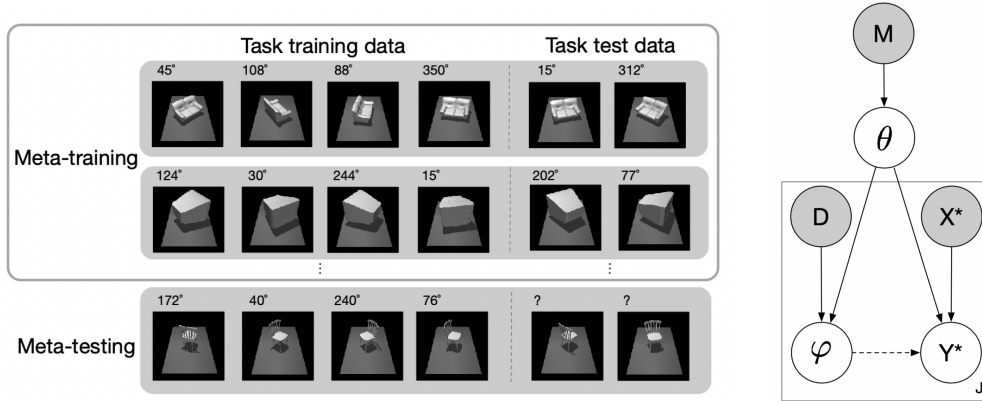 Task training data
Task test data
45° 108° 88° 350° 15° 312°
Meta-training
124° 30° 244° 15° 202° 77°
172° 40° 240° 76° ? ?
Meta-testing
M
θ
D X*
φ Y*
J